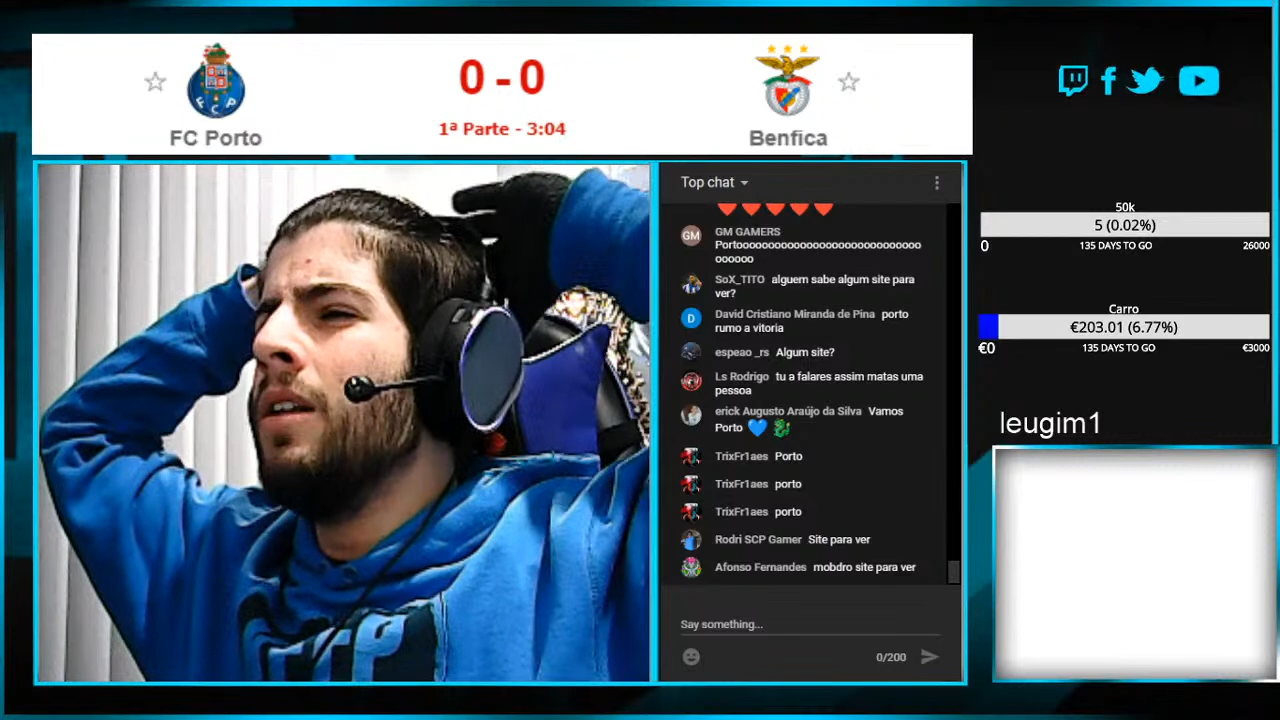 0 - 0
1ª Parte - 3:04
FC Porto
Benfica
Top chat
GM
GM GAMERS
Portooooooooooooooooooooooooooooo
oooooo
SoX_TITO alguem sabe algum site para
ver?
D
David Cristiano Miranda de Pina porto
rumo a vitoria
espeao _rs Algum site?
Ls Rodrigo tu a falares assim matas uma
pessoa
erick Augusto Araújo da Silva Vamos
Porto 💙 🐉
TrixFr1aes Porto
TrixFr1aes porto
TrixFr1aes porto
Rodri SCP Gamer Site para ver
Afonso Fernandes mobdro site para ver
Say something...
0/200
50k
5 (0.02%)
0
135 DAYS TO GO
26000
Carro
€203.01 (6.77%)
€0
135 DAYS TO GO
€3000
leugim1